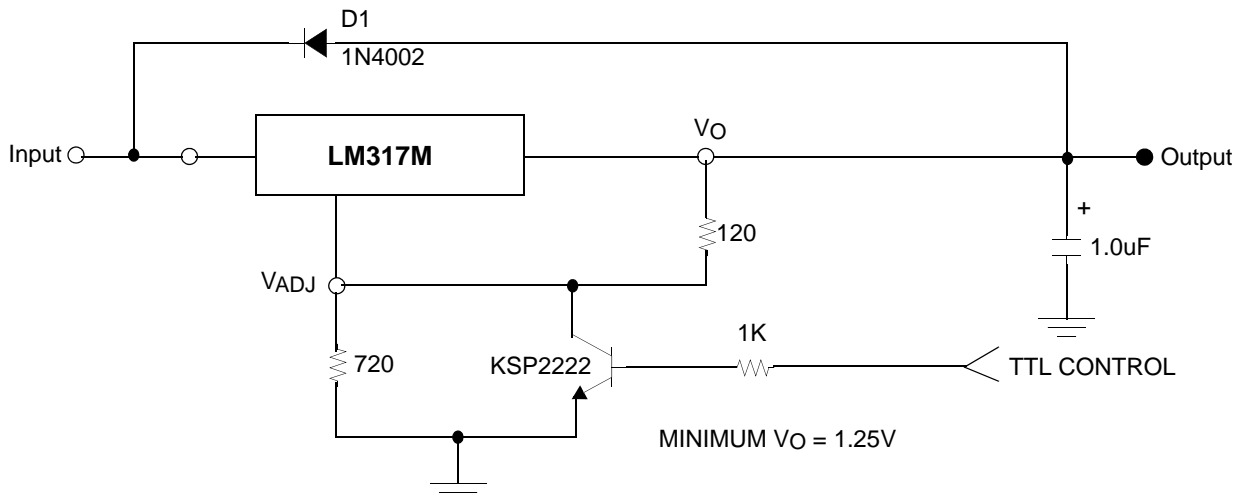 D1
1N4002
Input
LM317M
VO
Output
120
+
1.0uF
VADJ
720
KSP2222
1K
TTL CONTROL
MINIMUM VO = 1.25V